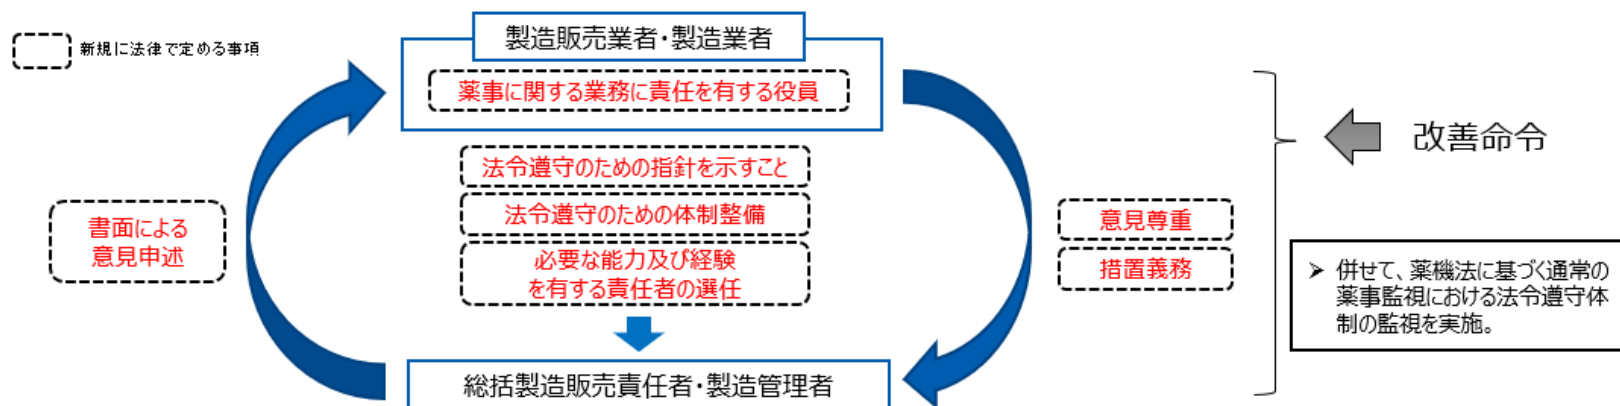 新規に法律で定める事項
製造販売業者・製造業者
薬事に関する業務に責任を有する役員
法令遵守のための指針を示すこと
法令遵守のための体制整備
必要な能力及び経験
を有する責任者の選任
書面による
意見申述
意見尊重
措置義務
総括製造販売責任者・製造管理者
改善命令
➢ 併せて、薬機法に基づく通常の
薬事監視における法令遵守体
制の監視を実施。